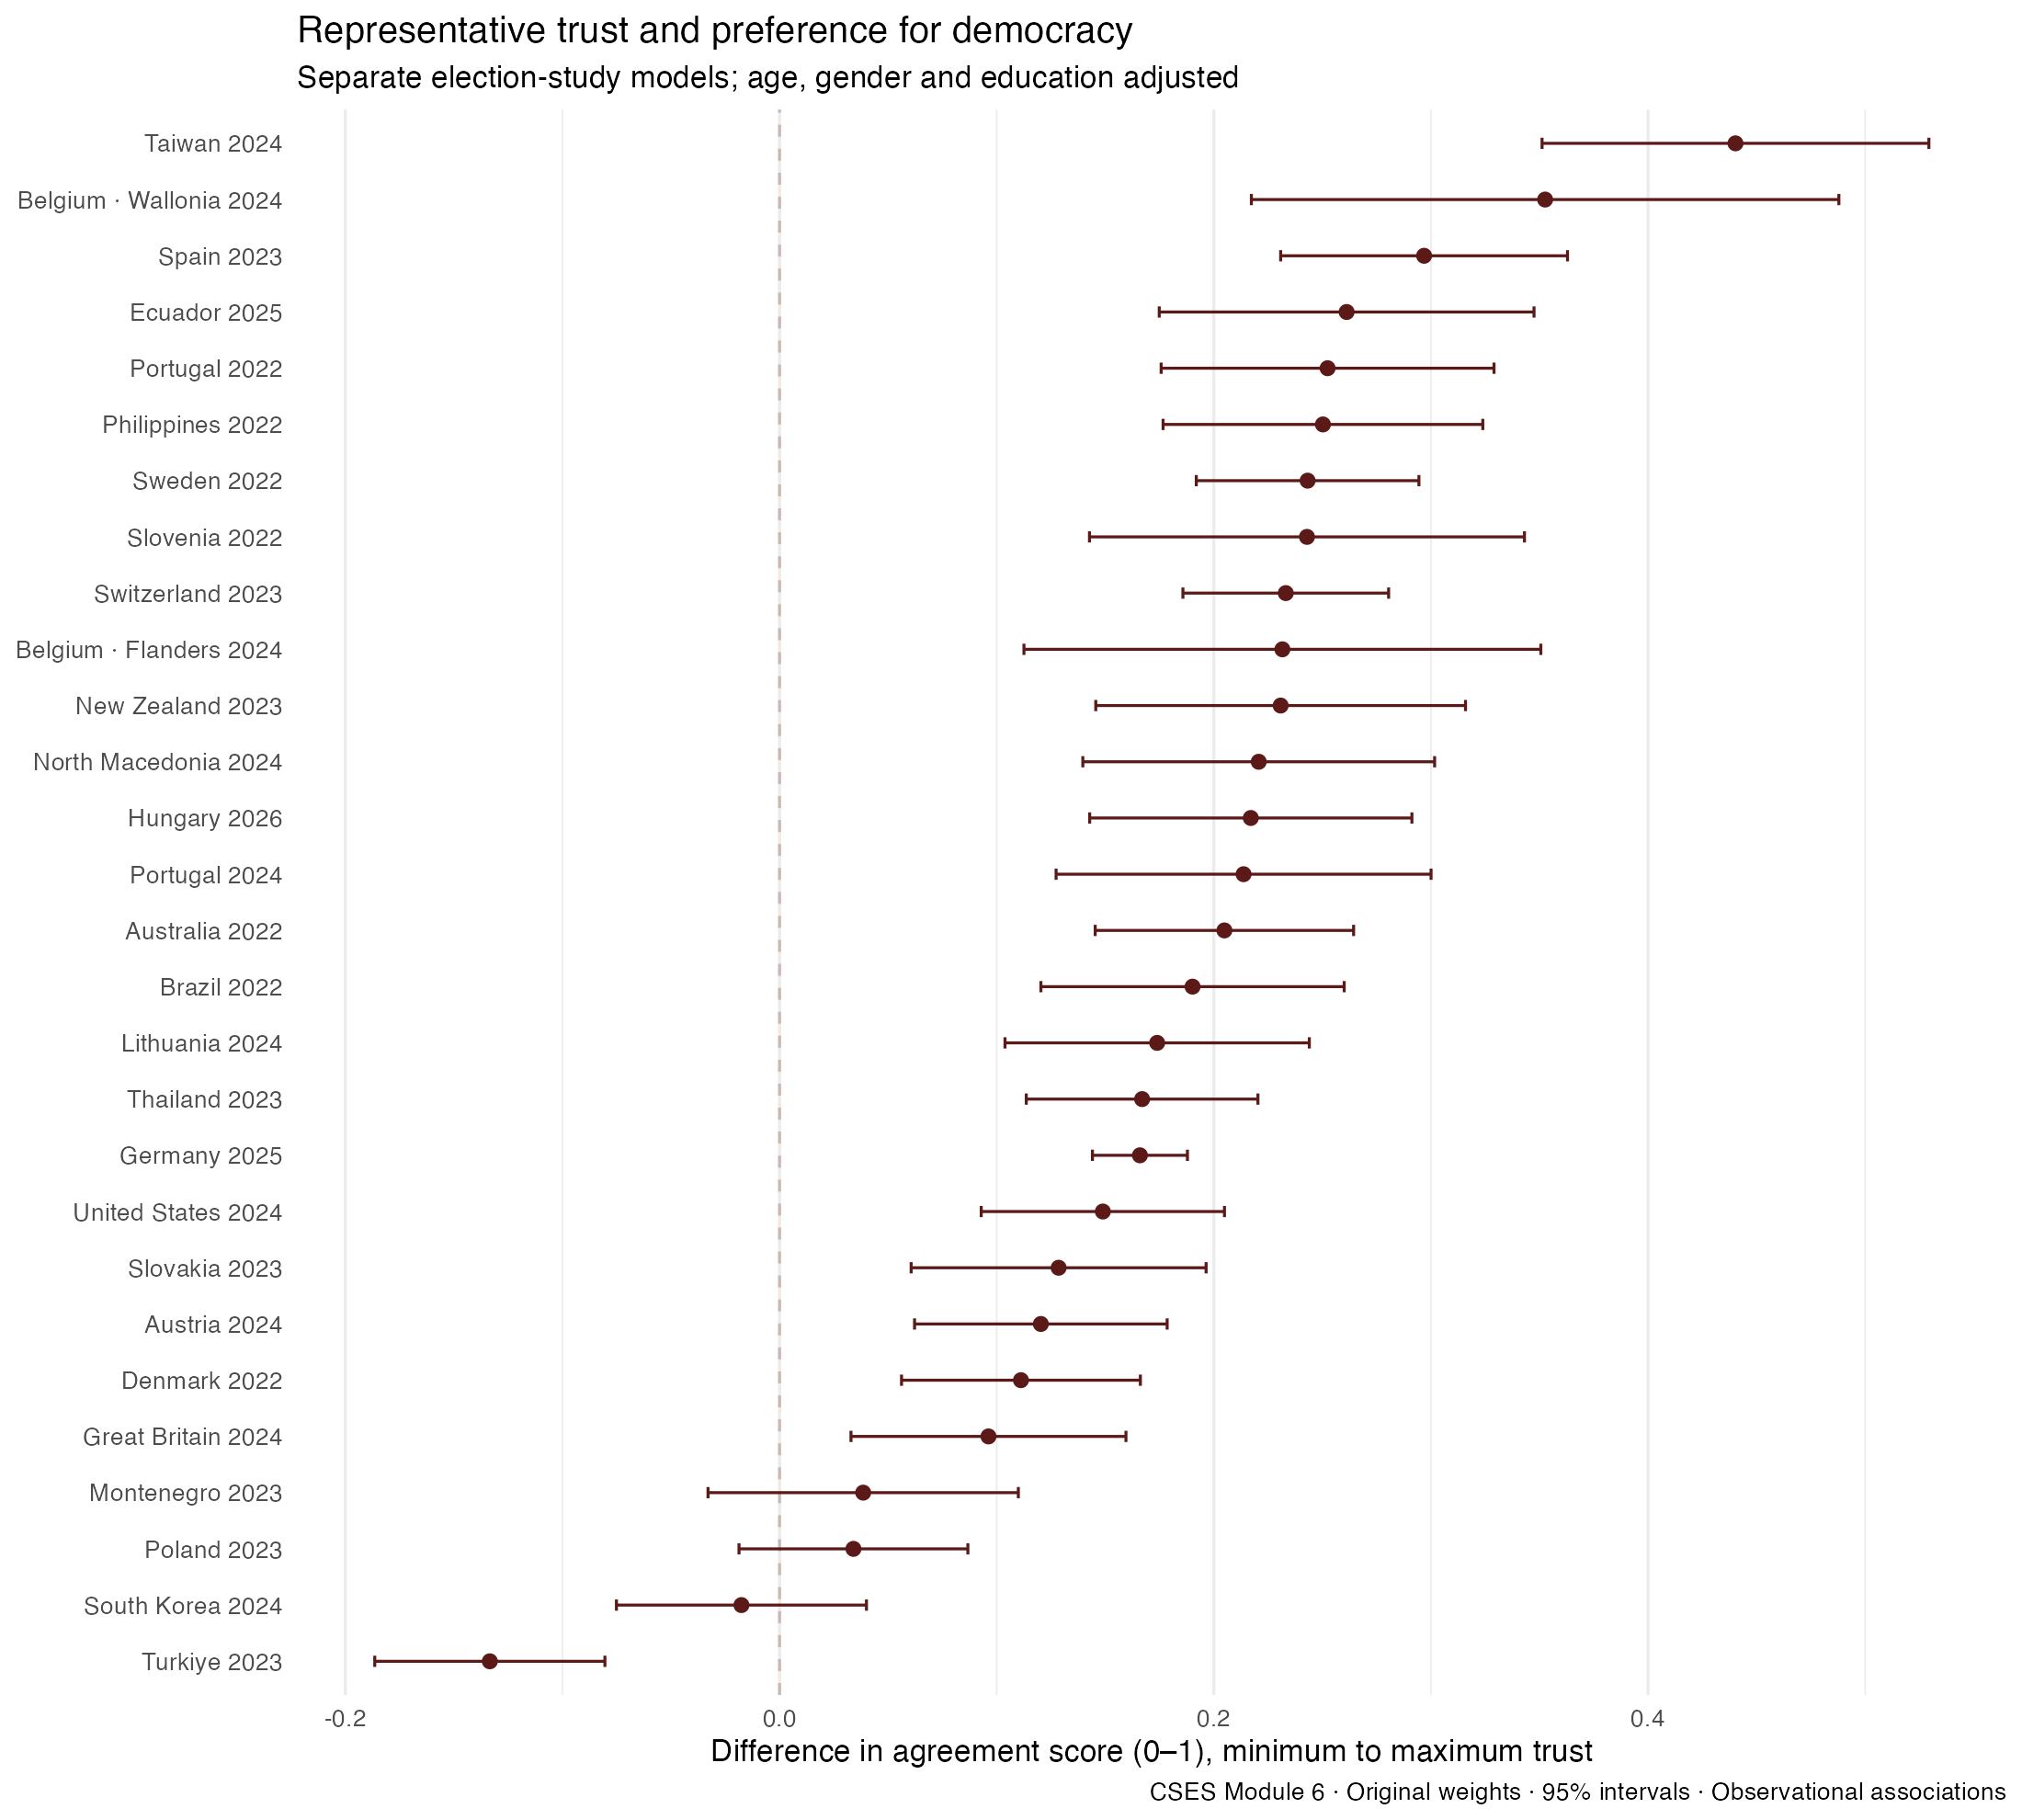 Representative trust and preference for democracy
Separate election-study models; age, gender and education adjusted
Taiwan 2024
Belgium · Wallonia 2024
Spain 2023
Ecuador 2025
Portugal 2022
Philippines 2022
Sweden 2022
Slovenia 2022
Switzerland 2023
Belgium · Flanders 2024
New Zealand 2023
North Macedonia 2024
Hungary 2026
Portugal 2024
Australia 2022
Brazil 2022
Lithuania 2024
Thailand 2023
Germany 2025
United States 2024
Slovakia 2023
Austria 2024
Denmark 2022
Great Britain 2024
Montenegro 2023
Poland 2023
South Korea 2024
Turkiye 2023
-0.2 0.0 0.2 0.4
Difference in agreement score (0–1), minimum to maximum trust
CSES Module 6 · Original weights · 95% intervals · Observational associations